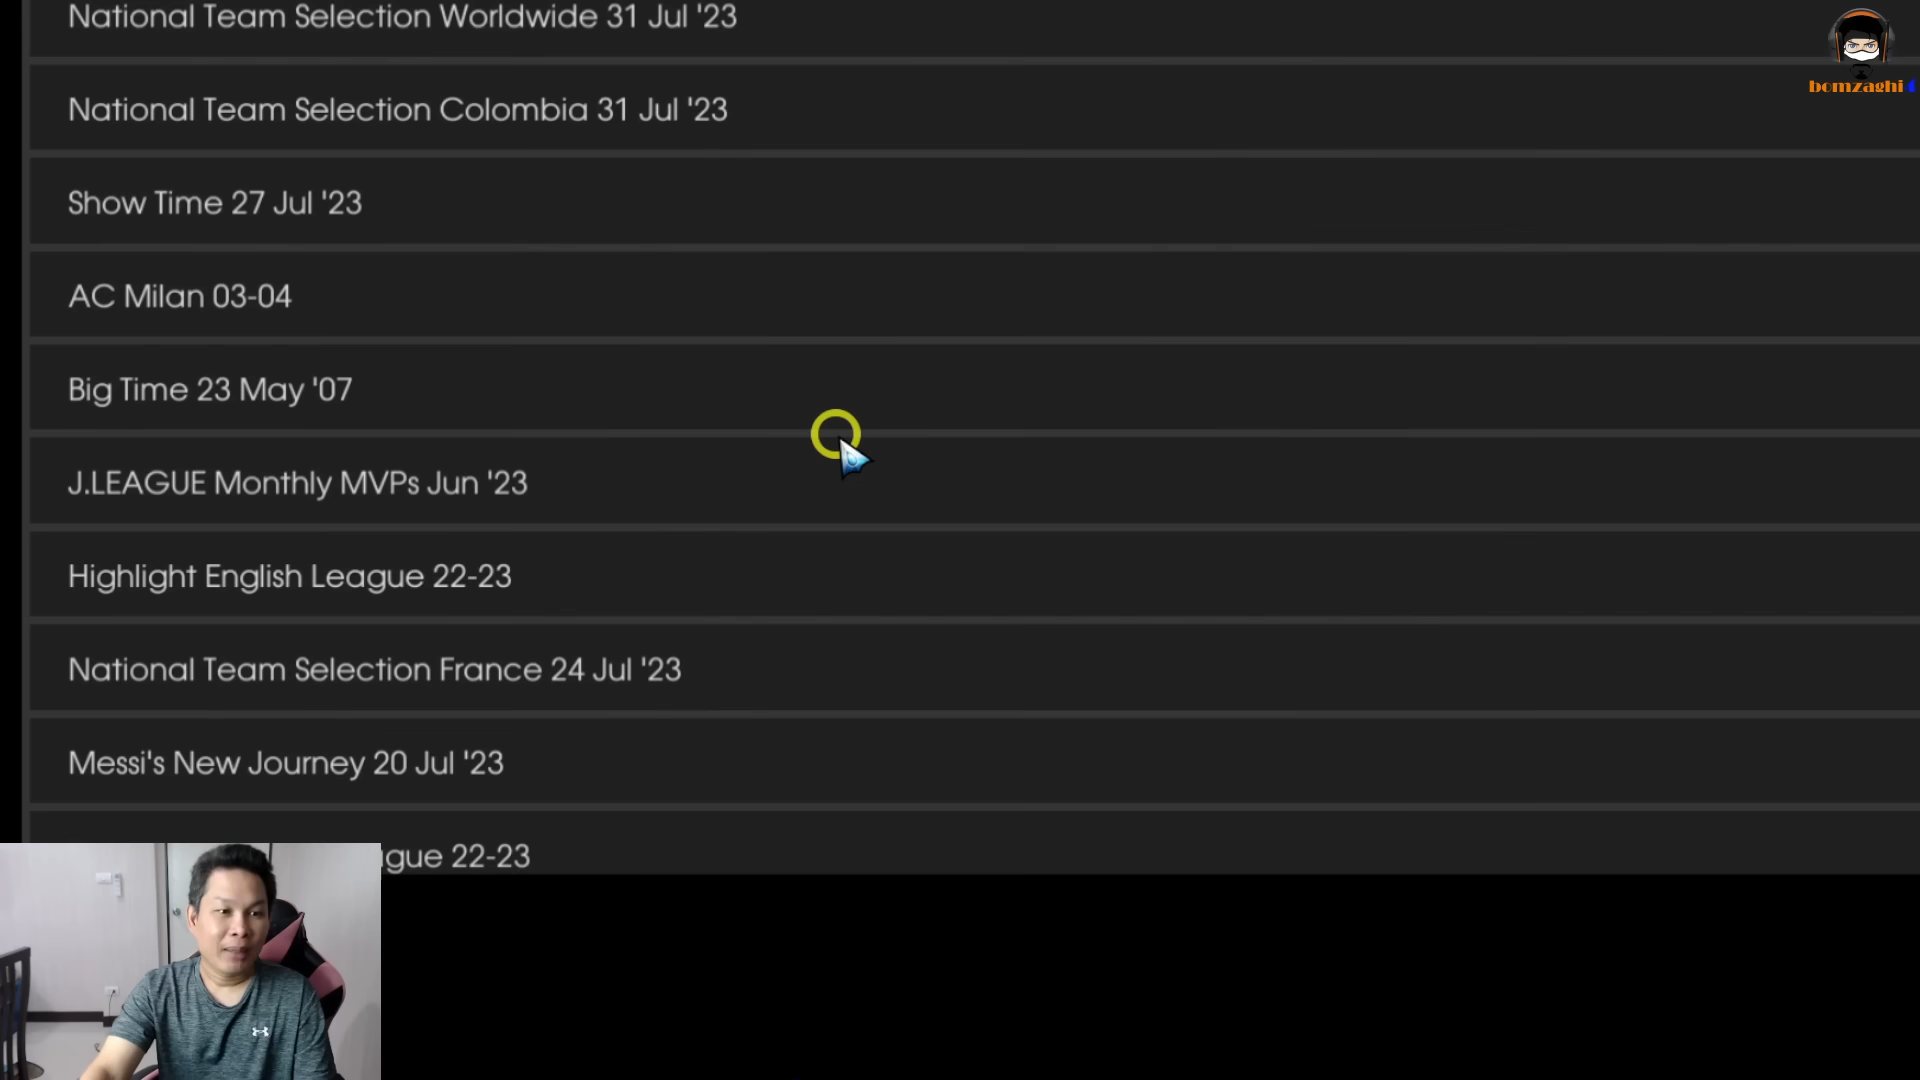 National Team Selection Worldwide 31 Jul '23
bomzaghi4
National Team Selection Colombia 31 Jul '23
Show Time 27 Jul '23
AC Milan 03-04
Big Time 23 May '07
J.LEAGUE Monthly MVPs Jun '23
Highlight English League 22-23
National Team Selection France 24 Jul '23
Messi's New Journey 20 Jul '23
gue 22-23